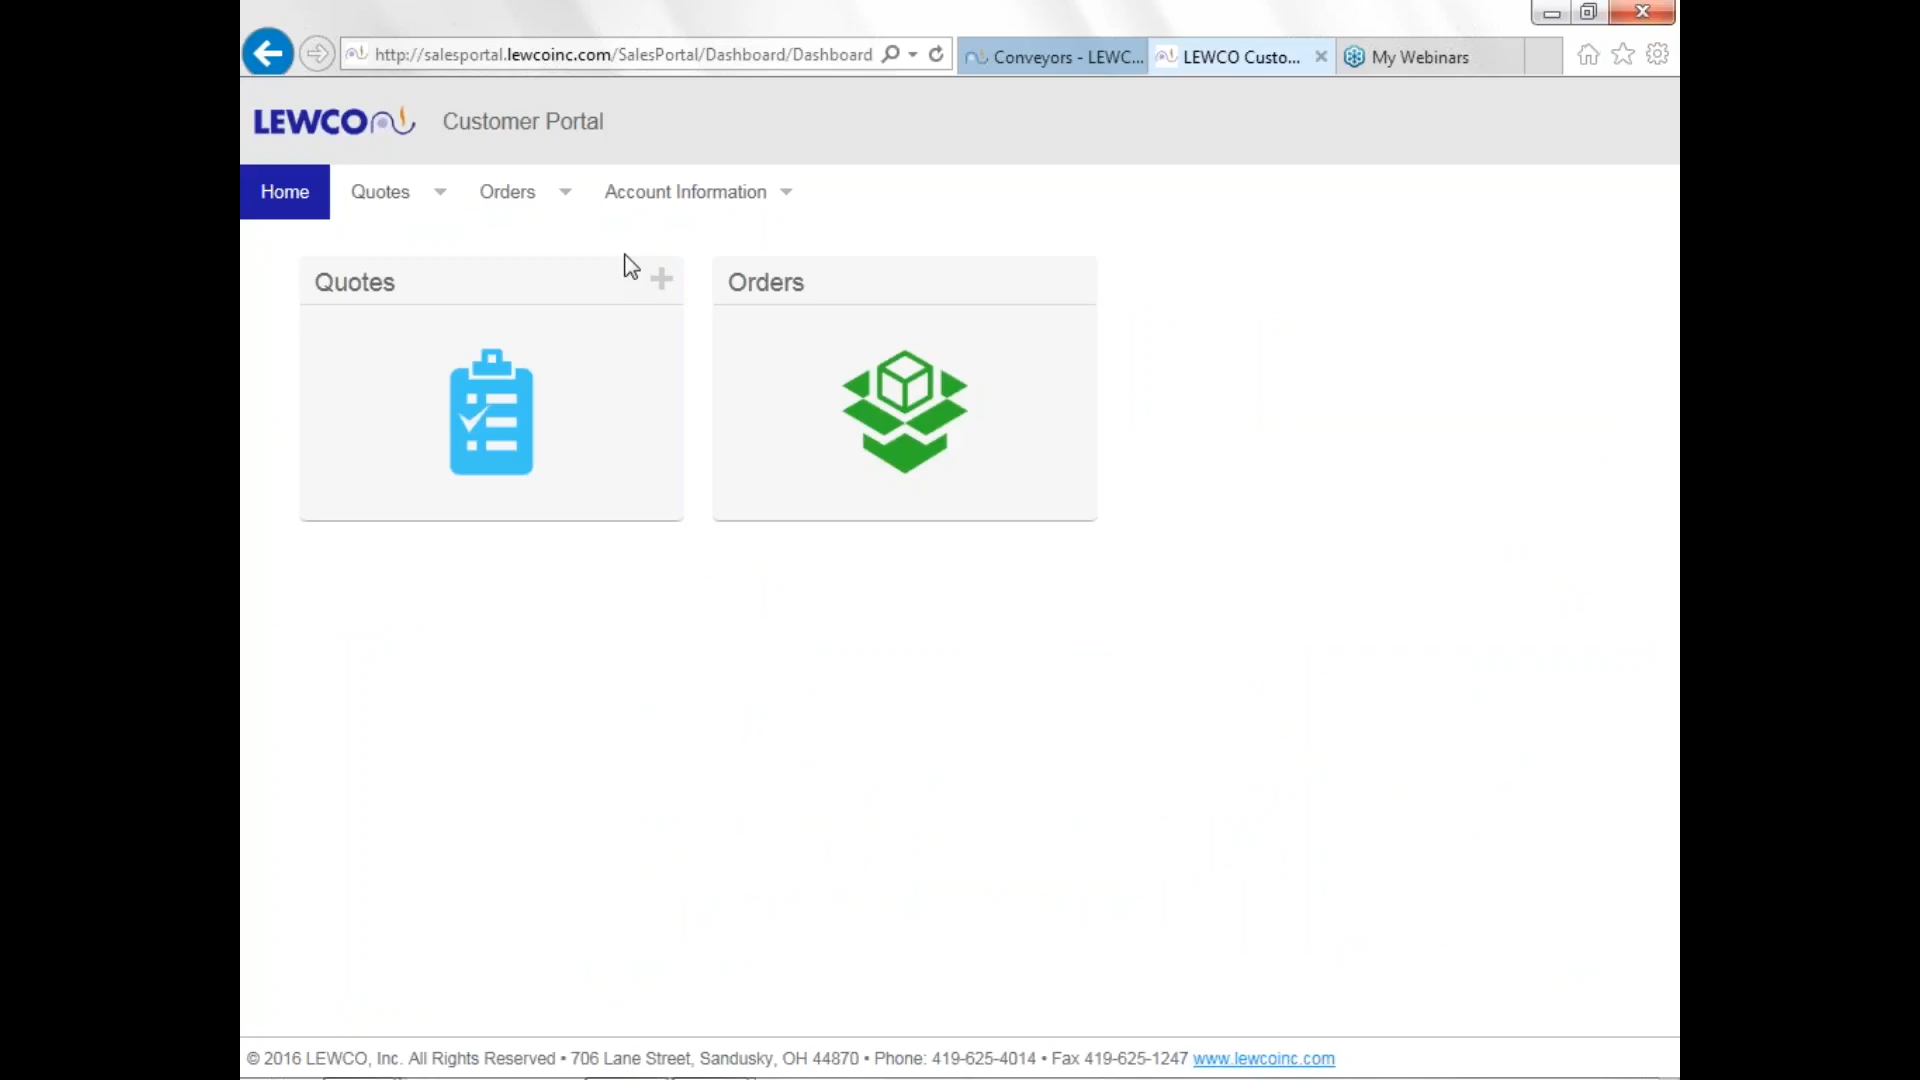 http://salesportal.lewcoinc.com/SalesPortal/Dashboard/Dashboard
Conveyors - LEWC...
LEWCO Custo...
My Webinars
LEWCO Customer Portal
Home Quotes Orders Account Information
Quotes
Orders
© 2016 LEWCO, Inc. All Rights Reserved • 706 Lane Street, Sandusky, OH 44870 • Phone: 419-625-4014 • Fax 419-625-1247 www.lewcoinc.com